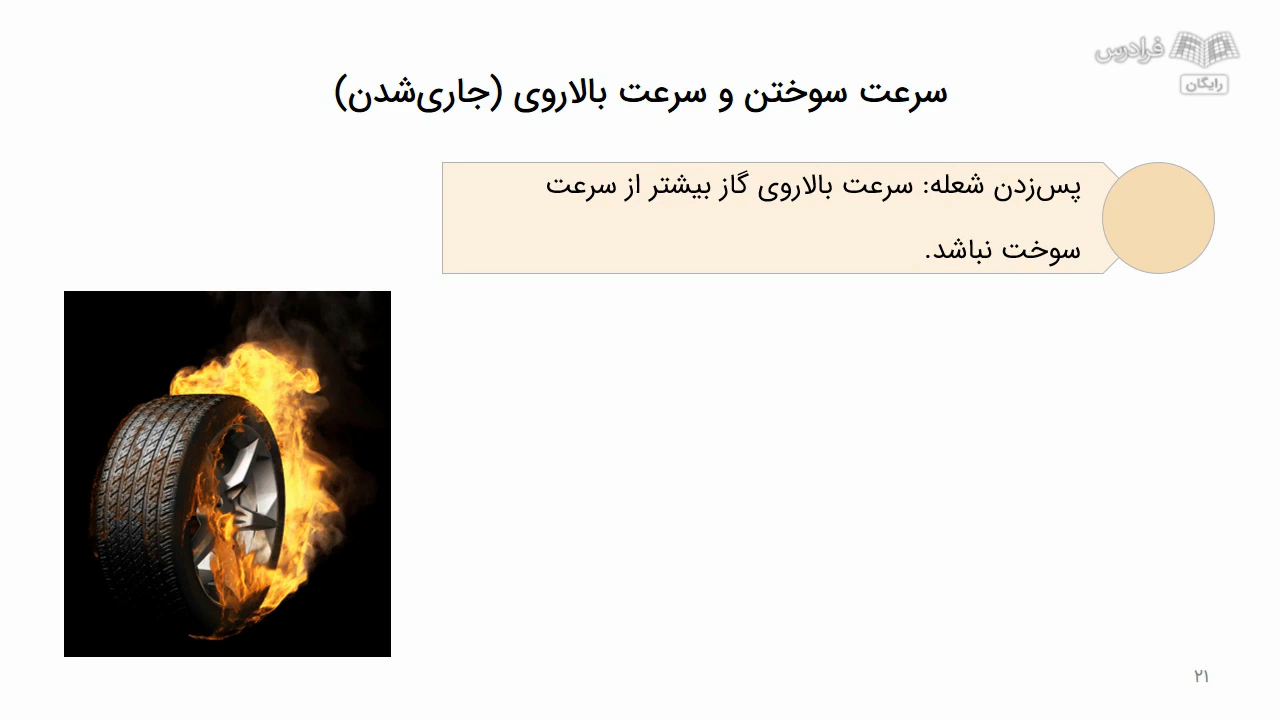 فرادرس
رایگان
سرعت سوختن و سرعت بالاروی (جاری‌شدن)
پس‌زدن شعله: سرعت بالاروی گاز بیشتر از سرعت
سوخت نباشد.
۲۱